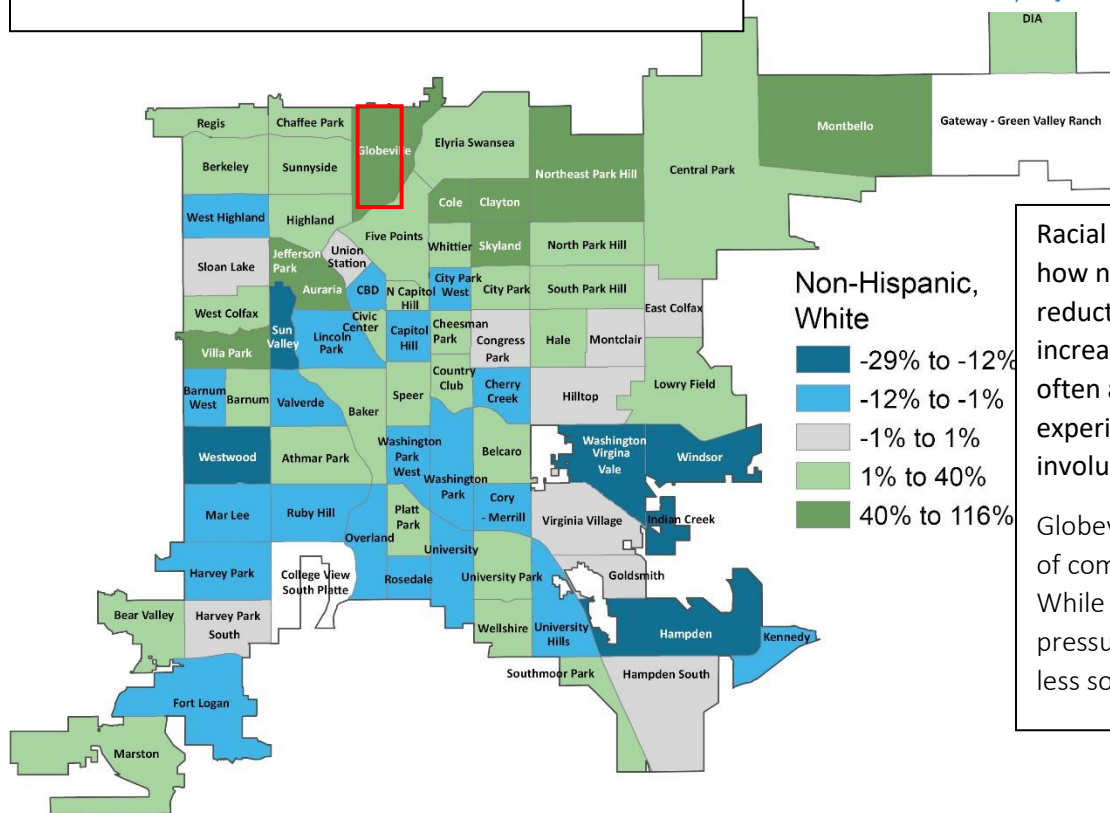 DIA
Regis
Chaffee Park
Globeville
Elyria Swansea
Montbello
Gateway - Green Valley Ranch
Berkeley
Sunnyside
Northeast Park Hill
Central Park
West Highland
Highland
Cole
Clayton
Five Points
Sloan Lake
Jefferson
Park
Union
Station
Whittier
Skyland
North Park Hill
Auraria
CBD
N Capitol
Hill
City Park
West
City Park
South Park Hill
East Colfax
West Colfax
Sun
Valley
Lincoln
Park
Civic
Center
Capitol
Hill
Cheesman
Park
Congress
Park
Hale
Montclair
Villa Park
Barnum
West
Barnum
Valverde
Baker
Speer
Country
Club
Cherry
Creek
Hilltop
Lowry Field
Westwood
Athmar Park
Washington
Park
West
Washington
Park
Belcaro
Washington
Virgina
Vale
Windsor
Mar Lee
Ruby Hill
Overland
Platt
Park
University
Cory
- Merrill
Virginia Village
Indian Creek
Harvey Park
College View
South Platte
Rosedale
University Park
Goldsmith
Bear Valley
Harvey Park
South
Wellshire
University
Hills
Hampden
Kennedy
Fort Logan
Southmoor Park
Hampden South
Marston
Non-Hispanic,
White
-29% to -12%
-12% to -1%
-1% to 1%
1% to 40%
40% to 116%
Racial
how n
reduct
increa
often a
experi
involu
Globev
of com
While
pressu
less so